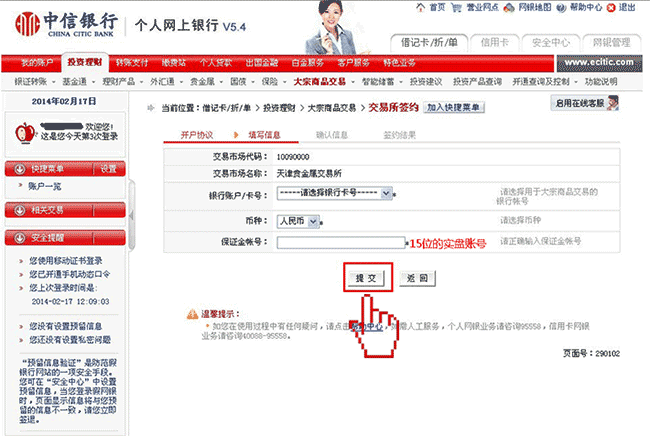 首页 营业网点 网银地图 帮助中心 退出
中信银行 个人网上银行 V5.4
CHINA CITIC BANK
借记卡/折/单 信用卡 安全中心 网银管理
我的账户 投资理财 转账支付 缴费站 个人贷款 出国金融 白金服务 客户服务 特色业务 www.ecitic.com
银证转账 基金通 理财产品 外汇通 贵金属 国债 保险 大宗商品交易 智能储蓄 投资建议 投资产品查询 开通查询及控制 功能说明
2014年02月17日
当前位置: 借记卡/折/单 > 投资理财 > 大宗商品交易 > 交易所签约 加入快捷菜单 启用在线客服
欢迎您!
这是您今天第3次登录
快捷菜单 设置
账户一览
相关交易
安全提醒
您使用移动证书登录
您已开通手机动态口令
您上次登录时间是:
2014-02-17 12:09:03
您没有设置预留信息
您还没有设置私密问题
“预留信息验证”是防范假
银行网站的一项安全手段。
您可在“安全中心”中设置
预留信息,当您登录假网银
时,页面显示信息将与您预
留的信息不一致,请您立即
签退。
开户协议 填写信息 确认信息 签约结果
交易市场代码: 10090000
交易市场名称: 天津贵金属交易所
银行账户/卡号: -----请选择银行卡号----- * 请选择用于大宗商品交易的
银行帐号
币种: 人民币 * 请选择币种
保证金帐号: *15位的实盘账号 请正确输入保证金帐号
提 交 返 回
温馨提示:
如您在使用过程中有任何疑问,请点击帮助中心,如需人工服务,个人网银业务请咨询95558,信用卡网银
业务请咨询40088-95558。
页面号:290102